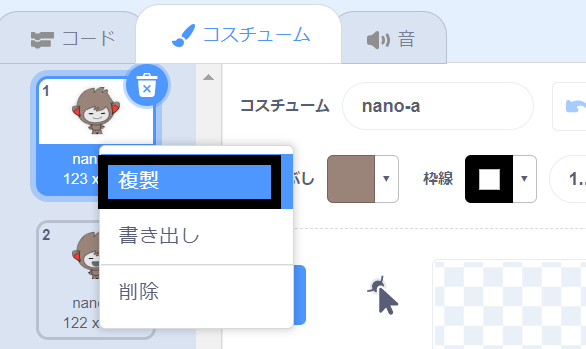 コード
コスチューム
音
1
コスチューム
nano-a
nan
123 x
複製
ぶし
枠線
1..
書き出し
2
削除
nan
122 x